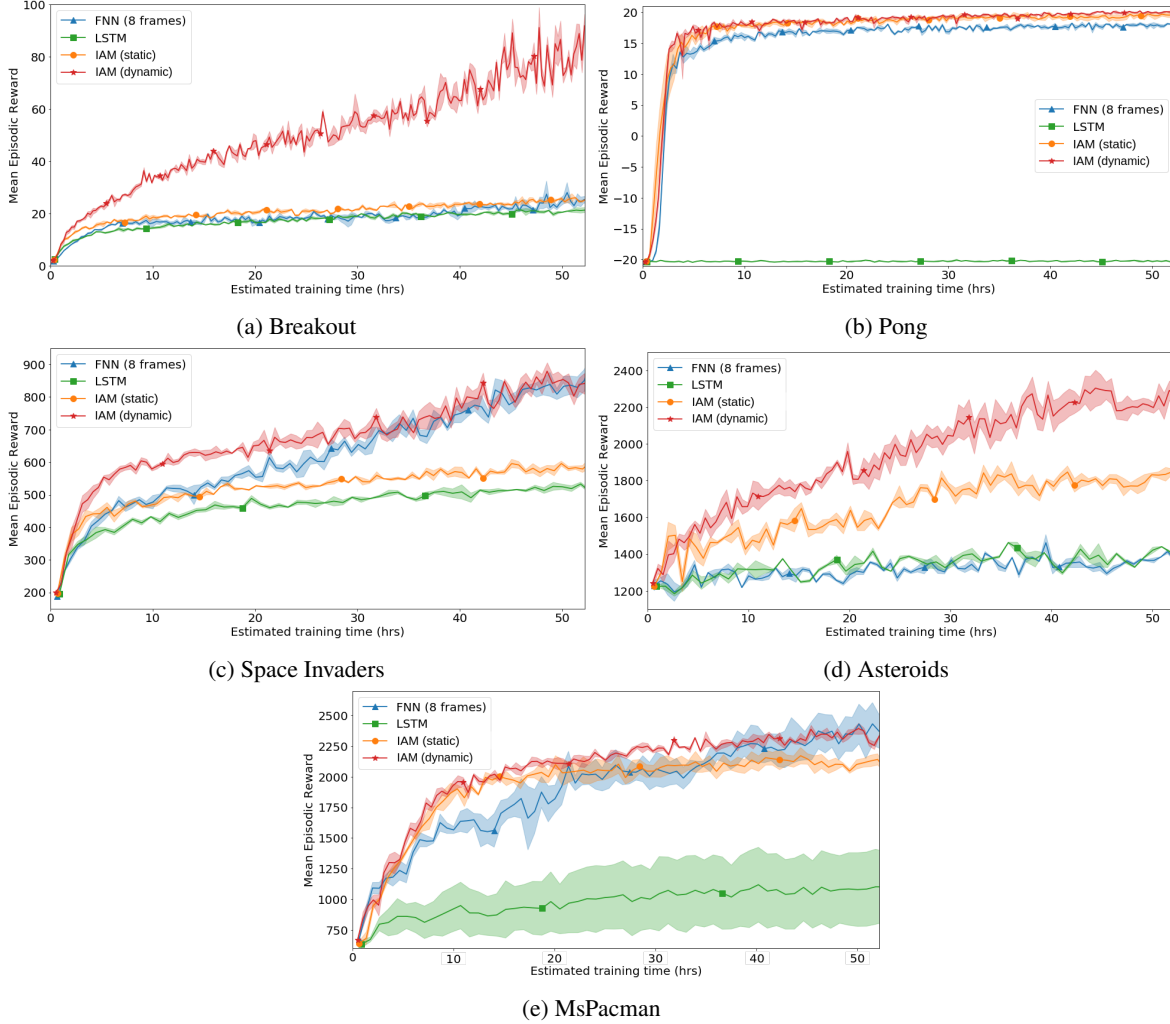 FNN (8 frames)
LSTM
IAM (static)
IAM (dynamic)
Mean Episodic Reward
100
80
60
40
20
0
0 10 20 30 40 50
Estimated training time (hrs)
(a) Breakout
FNN (8 frames)
LSTM
IAM (static)
IAM (dynamic)
Mean Episodic Reward
20
15
10
5
0
−5
−10
−15
−20
0 10 20 30 40 50
Estimated training time (hrs)
(b) Pong
FNN (8 frames)
LSTM
IAM (static)
IAM (dynamic)
Mean Episodic Reward
900
800
700
600
500
400
300
200
0 10 20 30 40 50
Estimated training time (hrs)
(c) Space Invaders
FNN (8 frames)
LSTM
IAM (static)
IAM (dynamic)
Mean Episodic Reward
2400
2200
2000
1800
1600
1400
1200
0 10 20 30 40 50
Estimated training time (hrs)
(d) Asteroids
FNN (8 frames)
LSTM
IAM (static)
IAM (dynamic)
Mean Episodic Reward
2500
2250
2000
1750
1500
1250
1000
750
10 20 30 40 50
Estimated training time (hrs)
(e) MsPacman